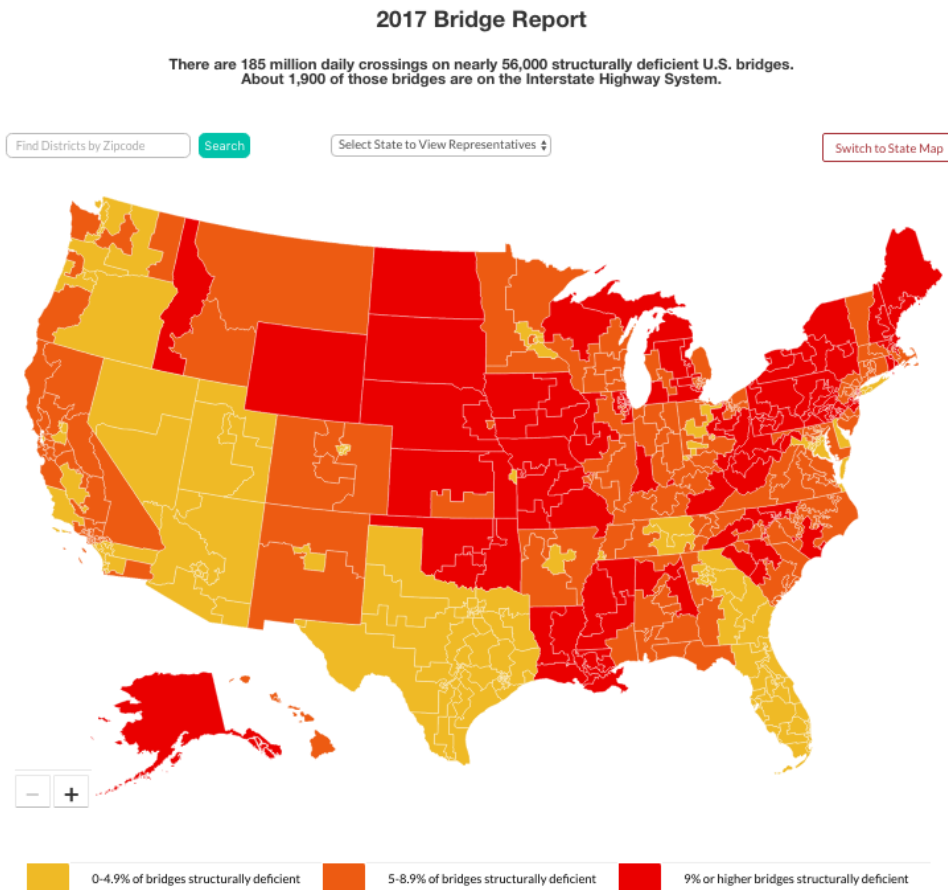 2017 Bridge Report
There are 185 million daily crossings on nearly 56,000 structurally deficient U.S. bridges.
About 1,900 of those bridges are on the Interstate Highway System.
Find Districts by Zipcode
Search
Select State to View Representatives
Switch to State Map
− +
0-4.9% of bridges structurally deficient
5-8.9% of bridges structurally deficient
9% or higher bridges structurally deficient